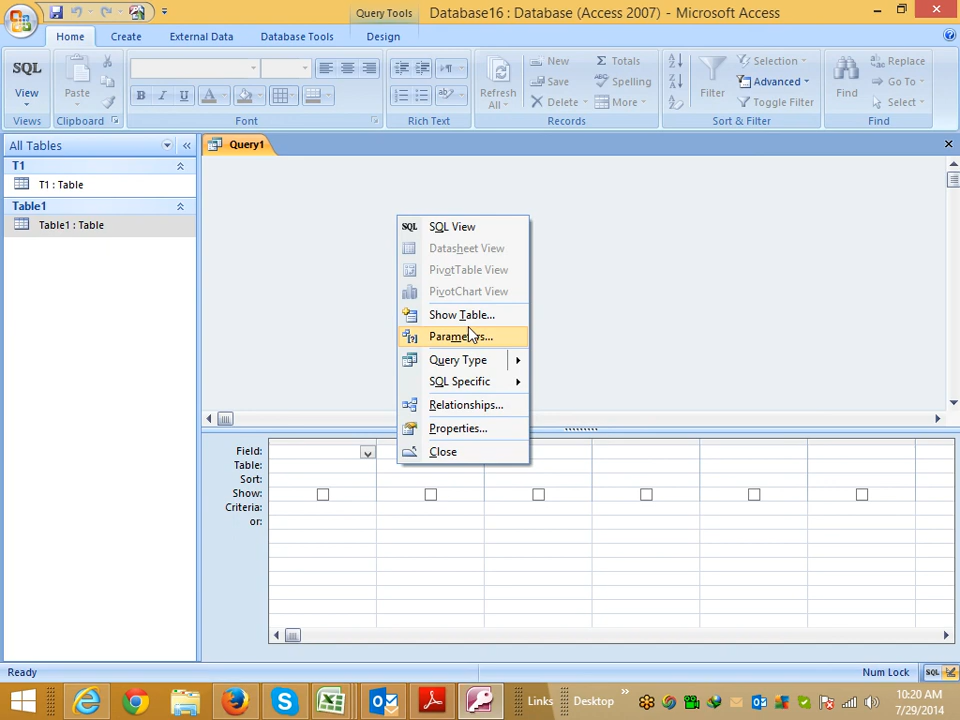 Query Tools
Database16 : Database (Access 2007) - Microsoft Access
Home
Create
External Data
Database Tools
Design
SQL
View
Views
Paste
Clipboard
B I U A
Font
Rich Text
Refresh
All
New
Save
Delete
Totals
Spelling
More
Records
Filter
Selection
Advanced
Toggle Filter
Sort & Filter
Find
Replace
Go To
Select
Find
All Tables
T1
T1 : Table
Table1
Table1 : Table
Query1
SQL SQL View
Datasheet View
PivotTable View
PivotChart View
Show Table...
Parameters...
Query Type
SQL Specific
Relationships...
Properties...
Close
Field:
Table:
Sort:
Show:
Criteria:
or:
Ready
Num Lock
SQL
Links
Desktop
10:20 AM
7/29/2014